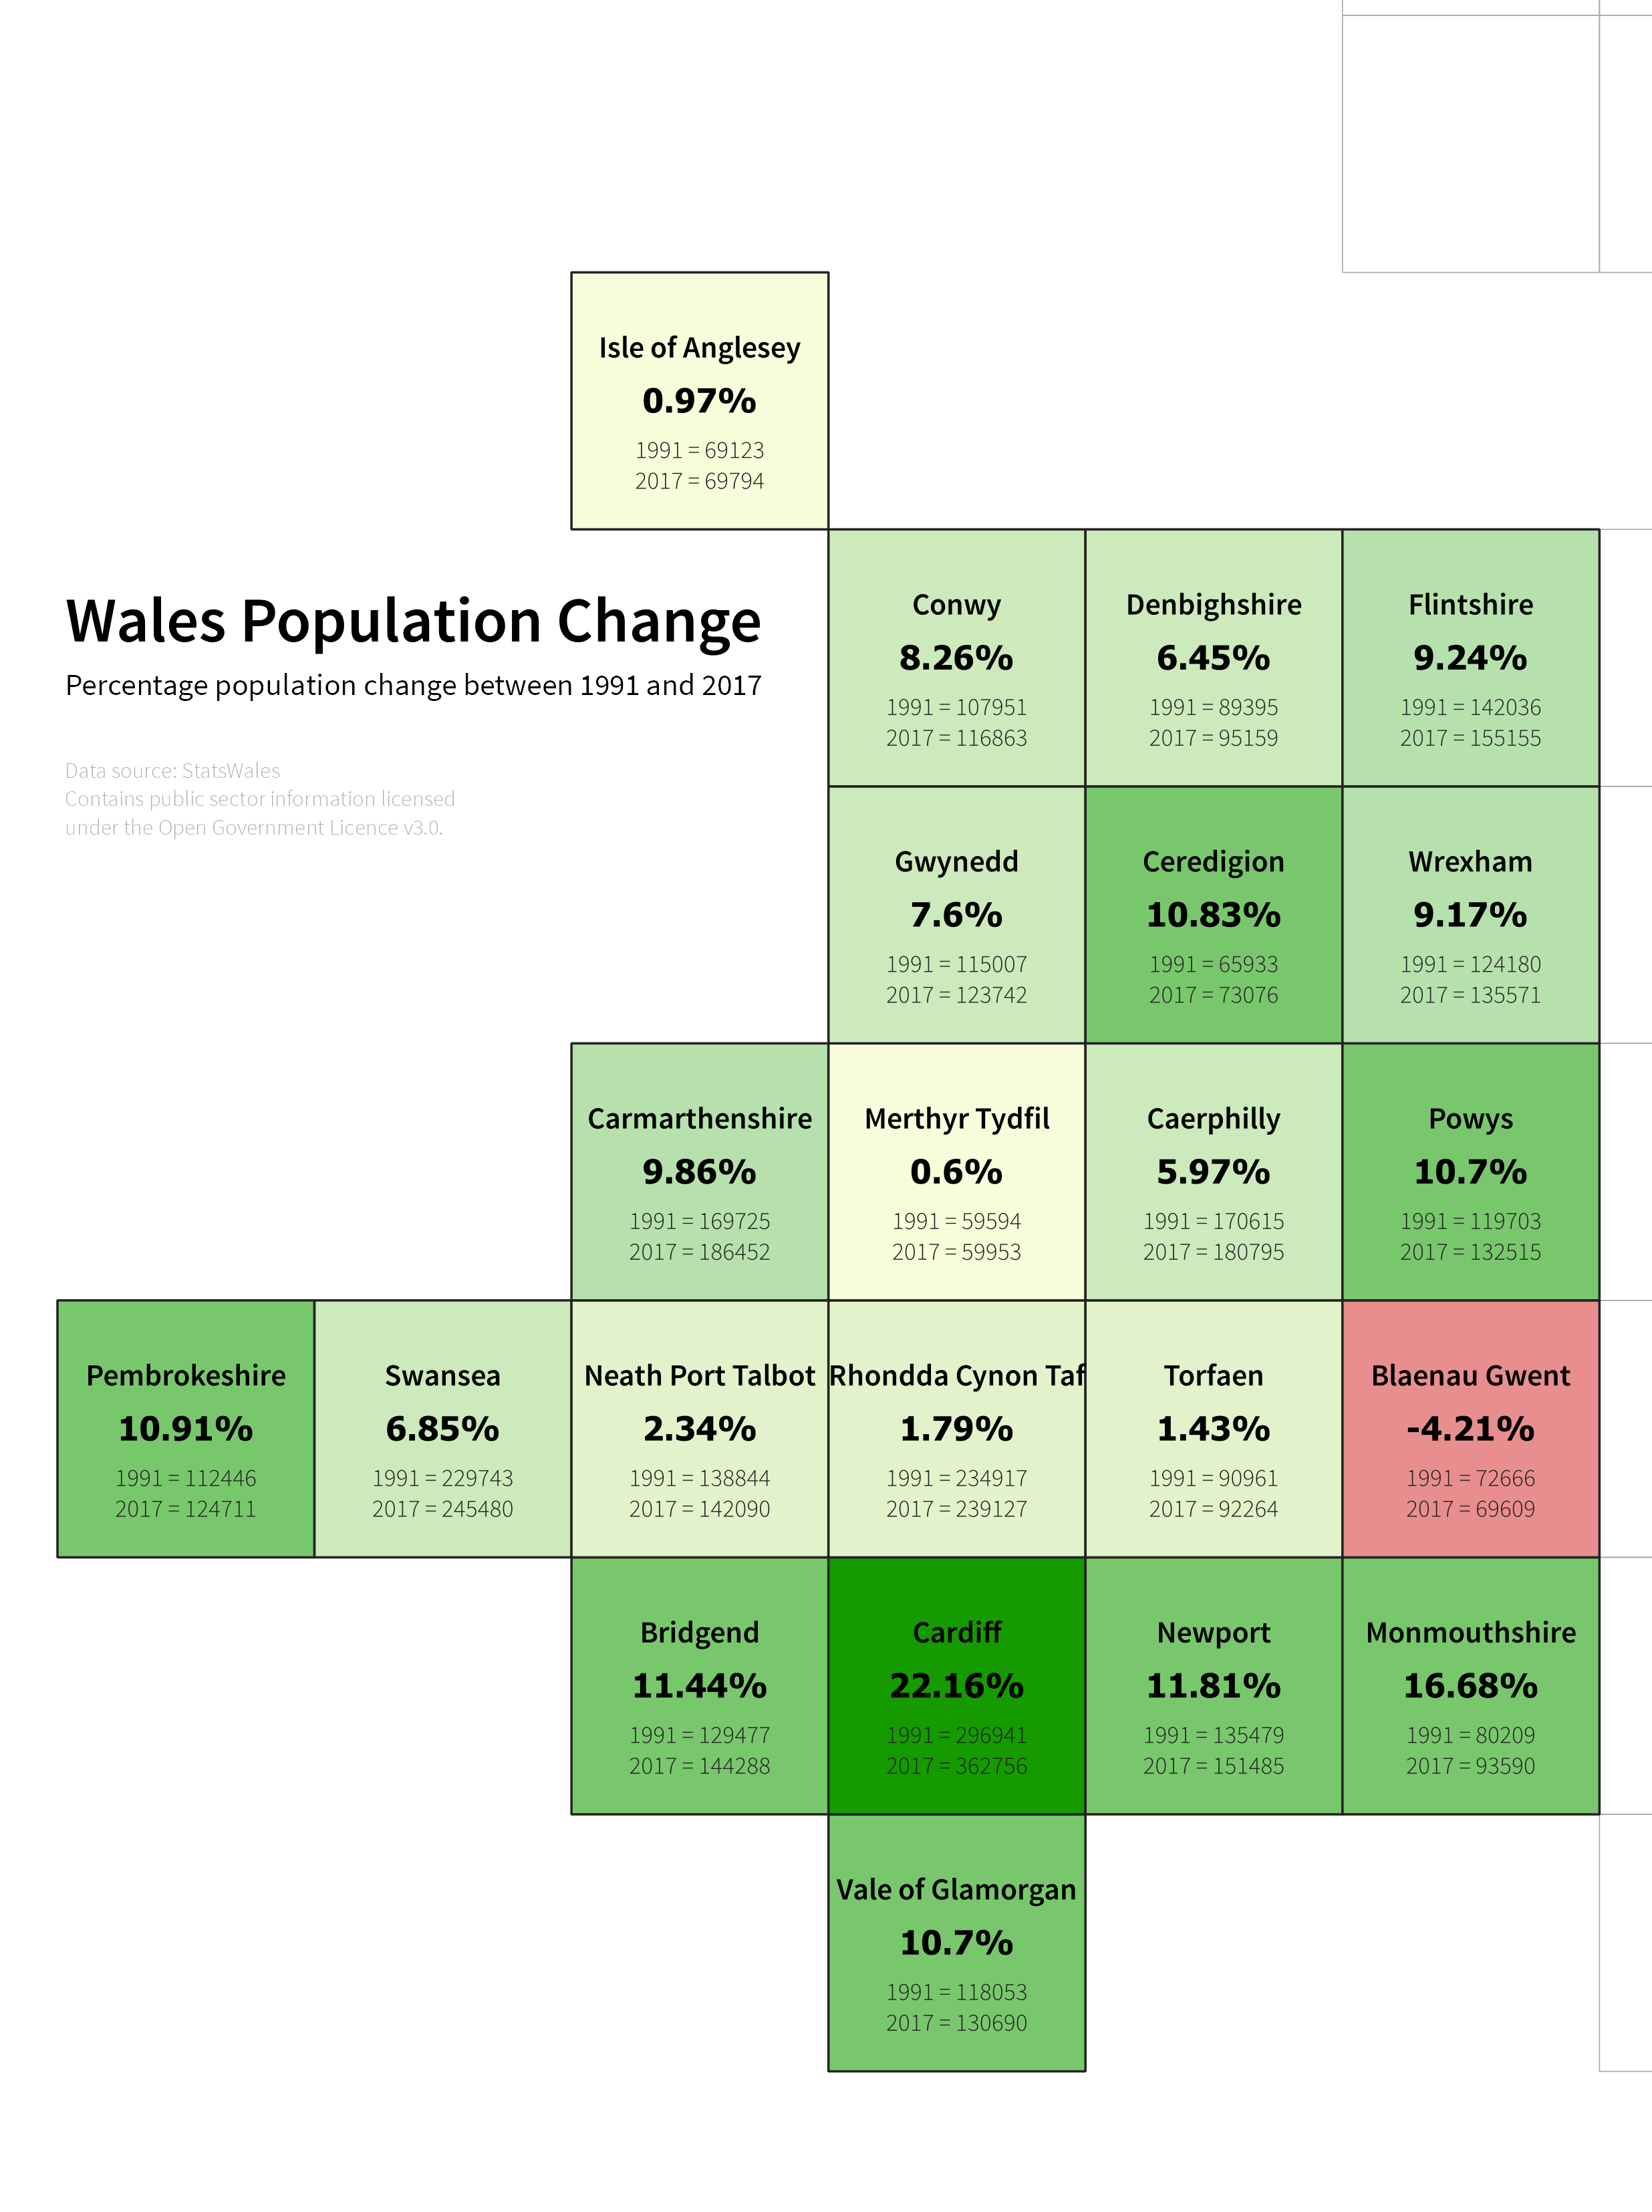 Isle of Anglesey
0.97%
1991 = 69123
2017 = 69794
Wales Population Change
Percentage population change between 1991 and 2017
Data source: StatsWales
Contains public sector information licensed
under the Open Government Licence v3.0.
Conwy
8.26%
1991 = 107951
2017 = 116863
Denbighshire
6.45%
1991 = 89395
2017 = 95159
Flintshire
9.24%
1991 = 142036
2017 = 155155
Gwynedd
7.6%
1991 = 115007
2017 = 123742
Ceredigion
10.83%
1991 = 65933
2017 = 73076
Wrexham
9.17%
1991 = 124180
2017 = 135571
Carmarthenshire
9.86%
1991 = 169725
2017 = 186452
Merthyr Tydfil
0.6%
1991 = 59594
2017 = 59953
Caerphilly
5.97%
1991 = 170615
2017 = 180795
Powys
10.7%
1991 = 119703
2017 = 132515
Pembrokeshire
10.91%
1991 = 112446
2017 = 124711
Swansea
6.85%
1991 = 229743
2017 = 245480
Neath Port Talbot
2.34%
1991 = 138844
2017 = 142090
Rhondda Cynon Taf
1.79%
1991 = 234917
2017 = 239127
Torfaen
1.43%
1991 = 90961
2017 = 92264
Blaenau Gwent
-4.21%
1991 = 72666
2017 = 69609
Bridgend
11.44%
1991 = 129477
2017 = 144288
Cardiff
22.16%
1991 = 296941
2017 = 362756
Newport
11.81%
1991 = 135479
2017 = 151485
Monmouthshire
16.68%
1991 = 80209
2017 = 93590
Vale of Glamorgan
10.7%
1991 = 118053
2017 = 130690